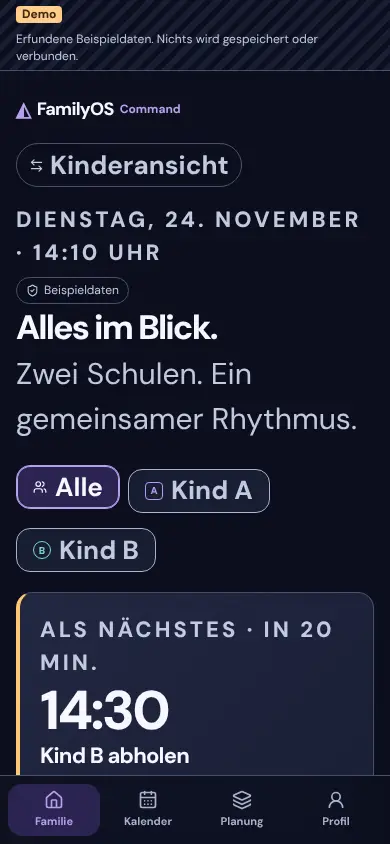 Demo
Erfundene Beispieldaten. Nichts wird gespeichert oder
verbunden.
FamilyOS Command
Kinderansicht
DIENSTAG, 24. NOVEMBER
· 14:10 UHR
Beispieldaten
Alles im Blick.
Zwei Schulen. Ein
gemeinsamer Rhythmus.
Alle
A Kind A
B Kind B
ALS NÄCHSTES · IN 20
MIN.
14:30
Kind B abholen
Familie Kalender Planung Profil